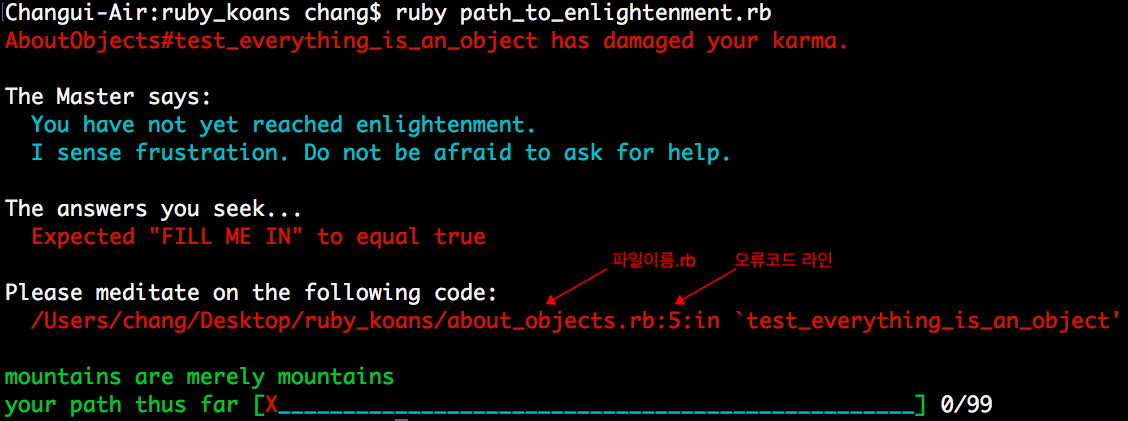 Changui-Air:ruby_koans chang$ ruby path_to_enlightenment.rb
AboutObjects#test_everything_is_an_object has damaged your karma.
The Master says:
You have not yet reached enlightenment.
I sense frustration. Do not be afraid to ask for help.
The answers you seek...
Expected "FILL ME IN" to equal true
파일이름.rb 오류코드 라인
Please meditate on the following code:
/Users/chang/Desktop/ruby_koans/about_objects.rb:5:in `test_everything_is_an_object'
mountains are merely mountains
your path thus far [X_________________________________________________] 0/99